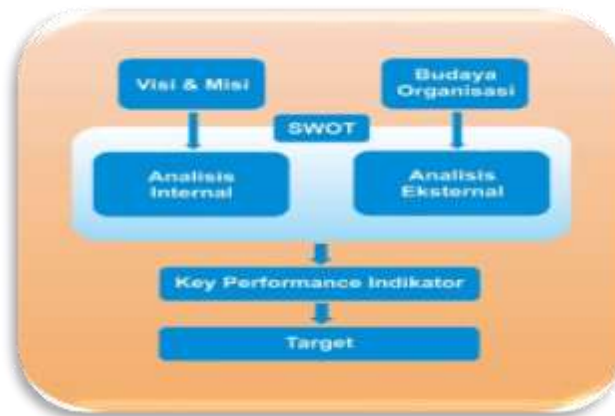 Visi & Misi
Budaya
Organisasi
SWOT
Analisis
Internal
Analisis
Eksternal
Key Performance Indikator
Target